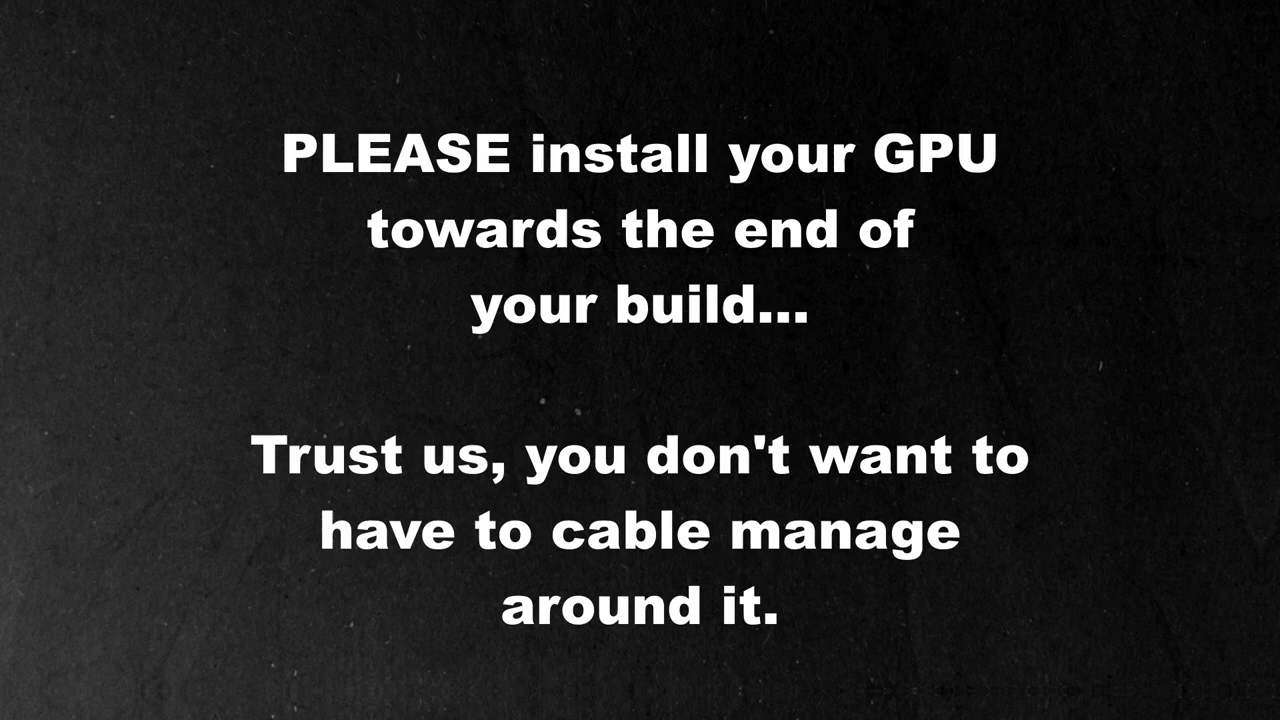 PLEASE install your GPU
towards the end of
your build...
Trust us, you don't want to
have to cable manage
around it.